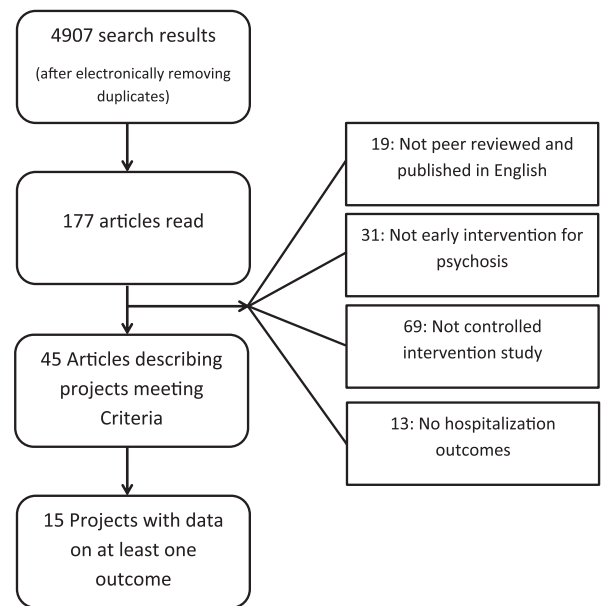 4907 search results
(after electronically removing
duplicates)
177 articles read
19: Not peer reviewed and
published in English
31: Not early intervention for
psychosis
69: Not controlled
intervention study
13: No hospitalization
outcomes
45 Articles describing
projects meeting
Criteria
15 Projects with data
on at least one
outcome